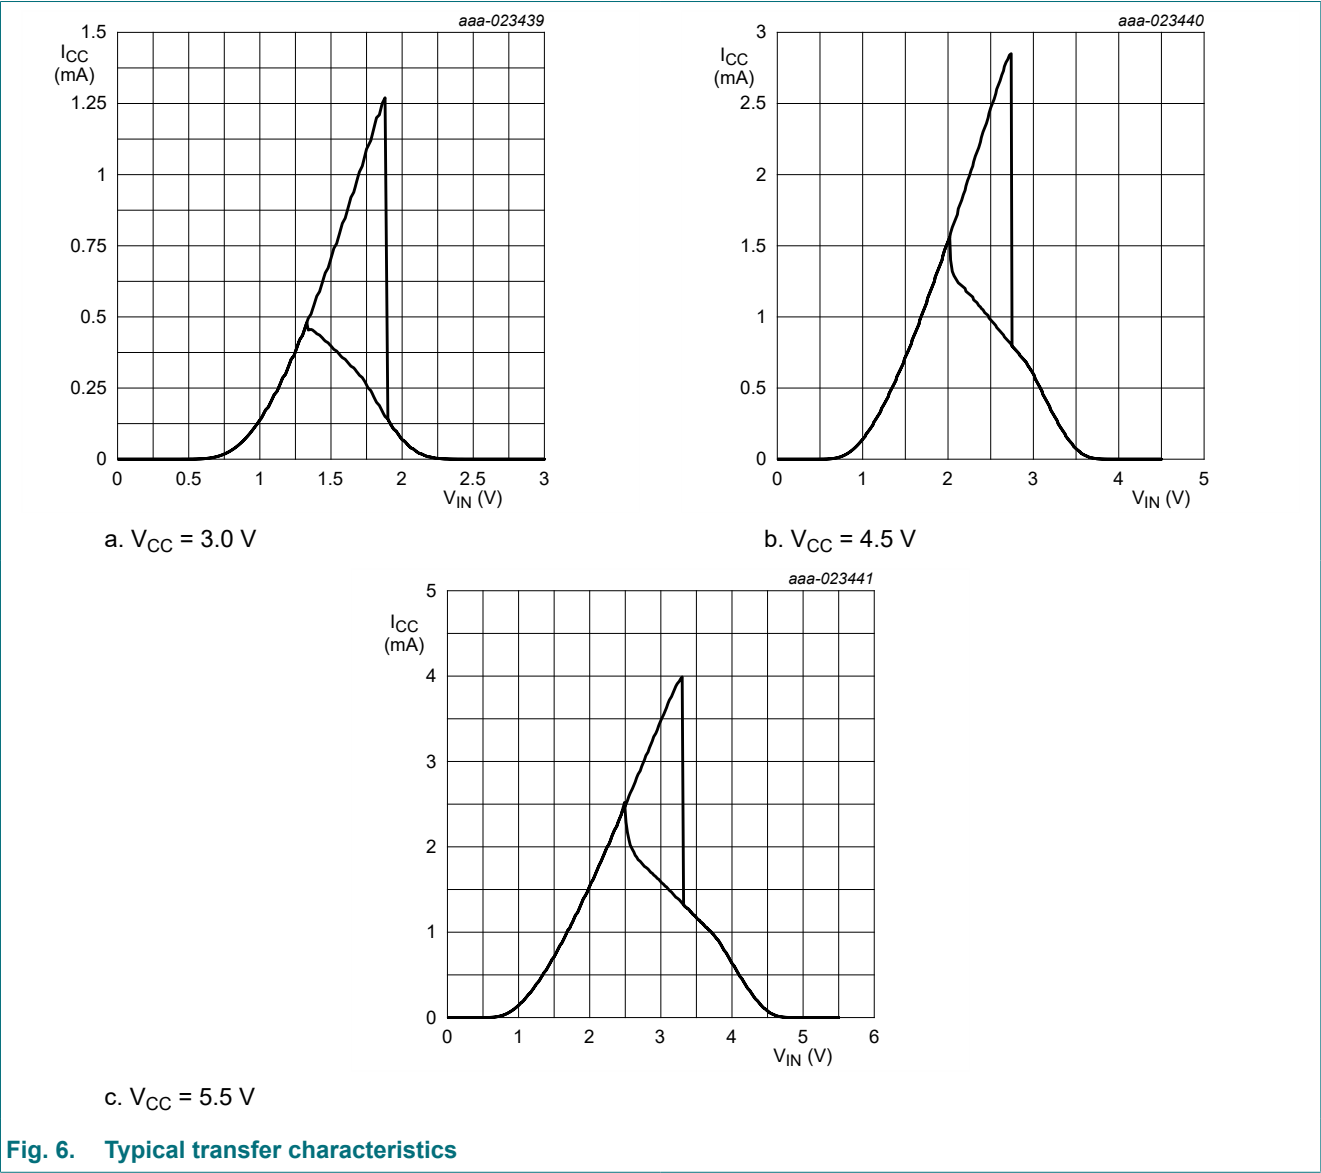 aaa-023439
1.5
ICC
(mA)
1.25
1
0.75
0.5
0.25
0
0 0.5 1 1.5 2 2.5 3
VIN (V)
a. VCC = 3.0 V
aaa-023440
3
ICC
(mA)
2.5
2
1.5
1
0.5
0
0 1 2 3 4 5
VIN (V)
b. VCC = 4.5 V
aaa-023441
5
ICC
(mA)
4
3
2
1
0
0 1 2 3 4 5 6
VIN (V)
c. VCC = 5.5 V
Fig. 6. Typical transfer characteristics